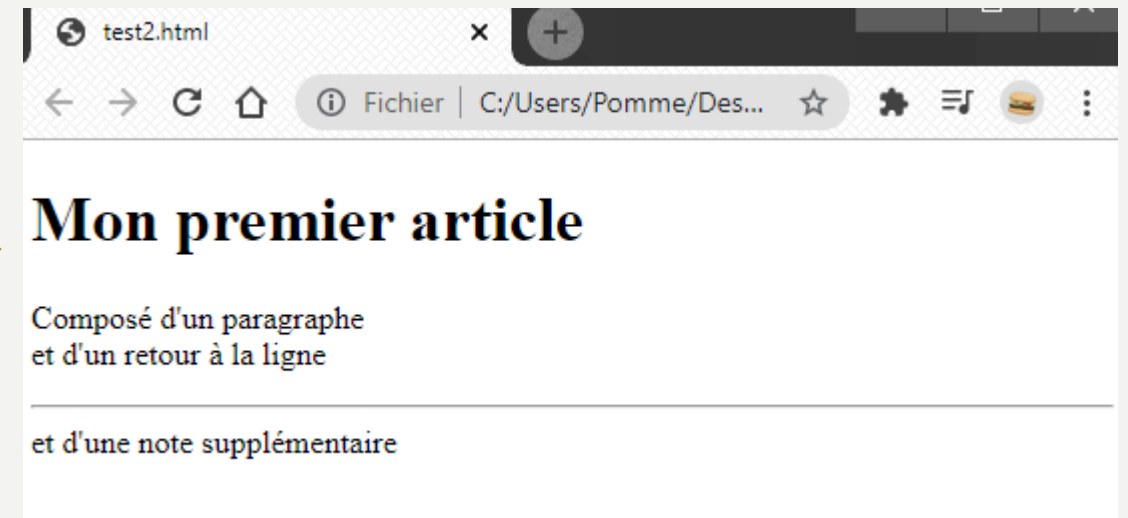 test2.html
Fichier | C:/Users/Pomme/Des...
Mon premier article
Composé d'un paragraphe
et d'un retour à la ligne
et d'une note supplémentaire